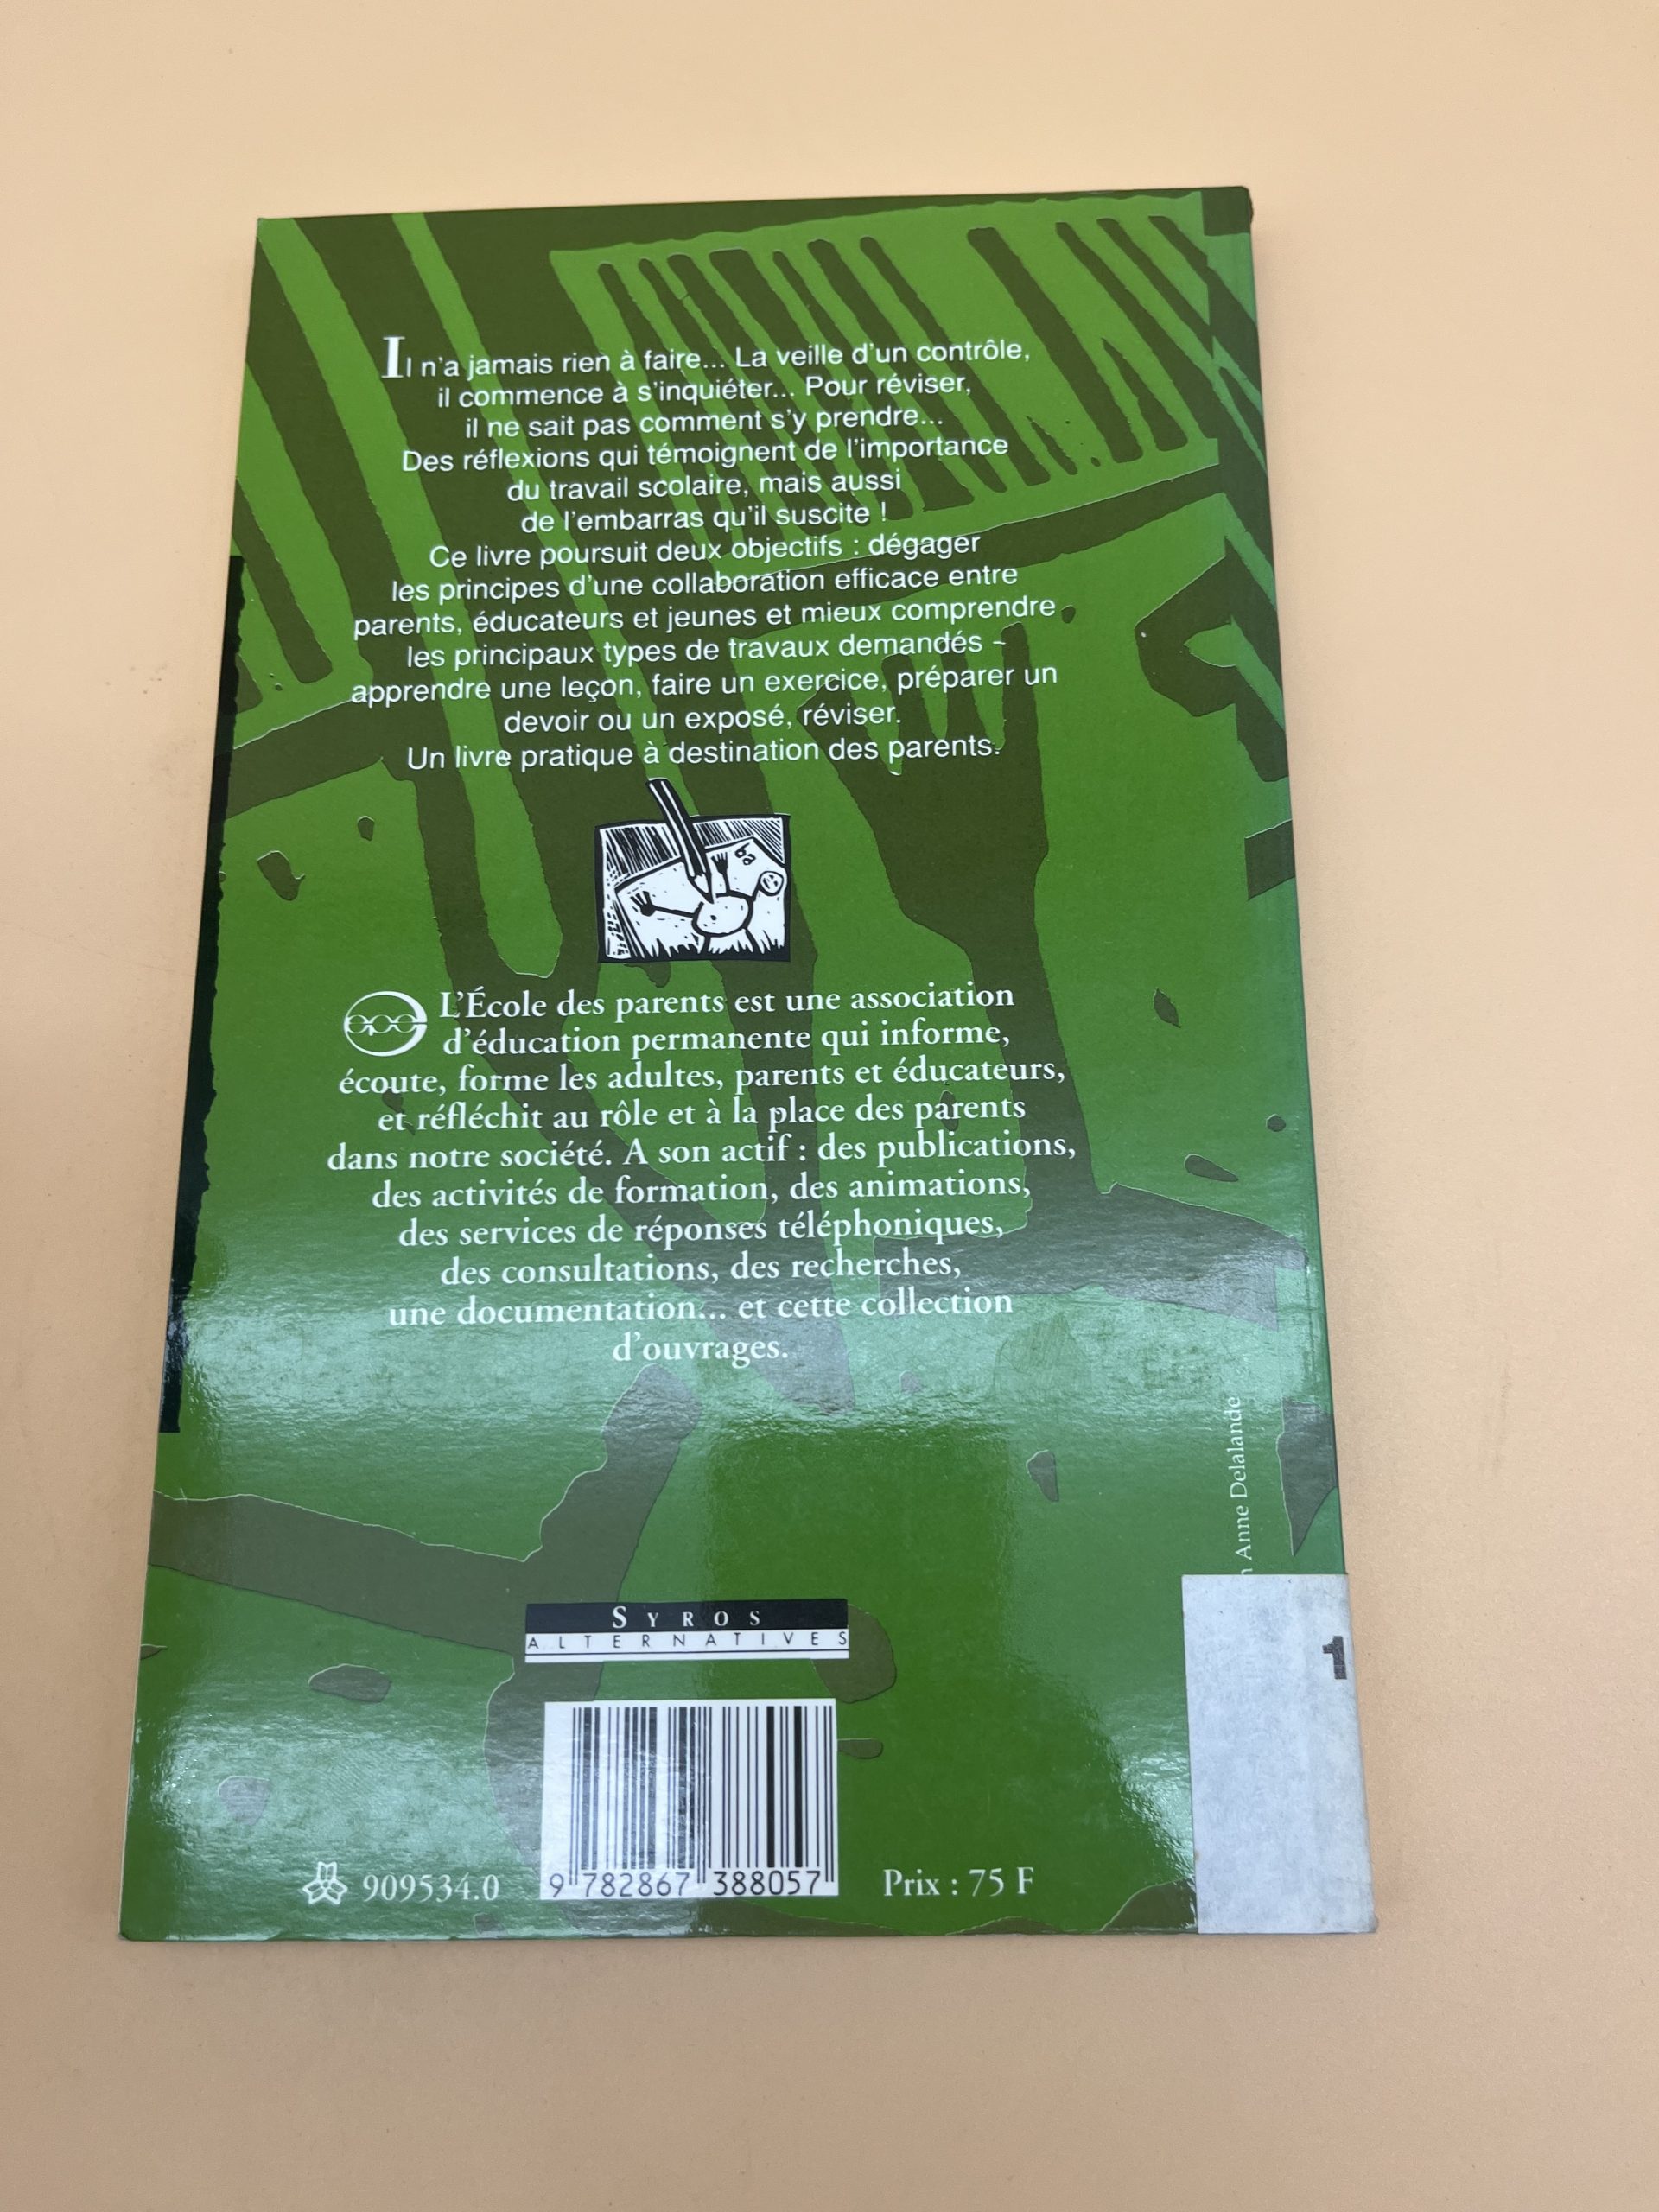 Il n'a jamais rien à faire... La veille d'un contrôle,
il commence à s'inquiéter... Pour réviser,
il ne sait pas comment s'y prendre...
Des réflexions qui témoignent de l'importance
du travail scolaire, mais aussi
de l'embarras qu'il suscite !
Ce livre poursuit deux objectifs : dégager
les principes d'une collaboration efficace entre
parents, éducateurs et jeunes et mieux comprendre
les principaux types de travaux demandés –
apprendre une leçon, faire un exercice, préparer un
devoir ou un exposé, réviser.
Un livre pratique à destination des parents.
ba
epe L'École des parents est une association
d'éducation permanente qui informe,
écoute, forme les adultes, parents et éducateurs,
et réfléchit au rôle et à la place des parents
dans notre société. A son actif : des publications,
des activités de formation, des animations,
des services de réponses téléphoniques,
des consultations, des recherches,
une documentation... et cette collection
d'ouvrages.
Anne Delalande
SYROS
ALTERNATIVES
1
909534.0
9 782867 388057
Prix : 75 F